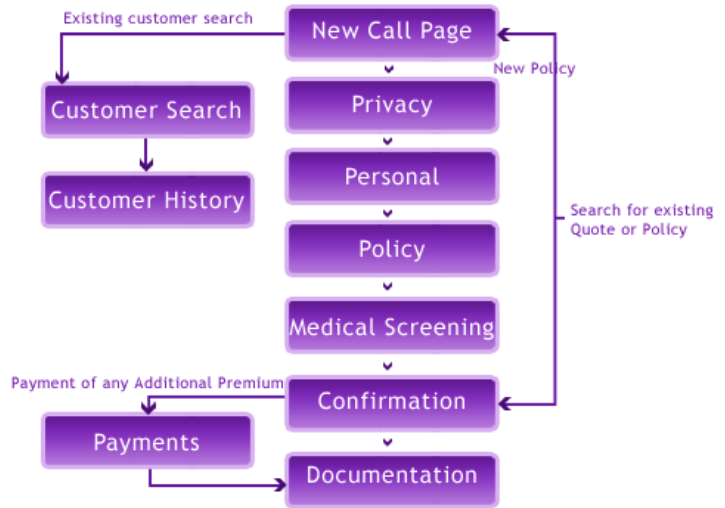 Existing customer search
New Call Page
New Policy
Customer Search
Privacy
Personal
Customer History
Search for existing
Quote or Policy
Policy
Medical Screening
Payment of any Additional Premium
Confirmation
Payments
Documentation